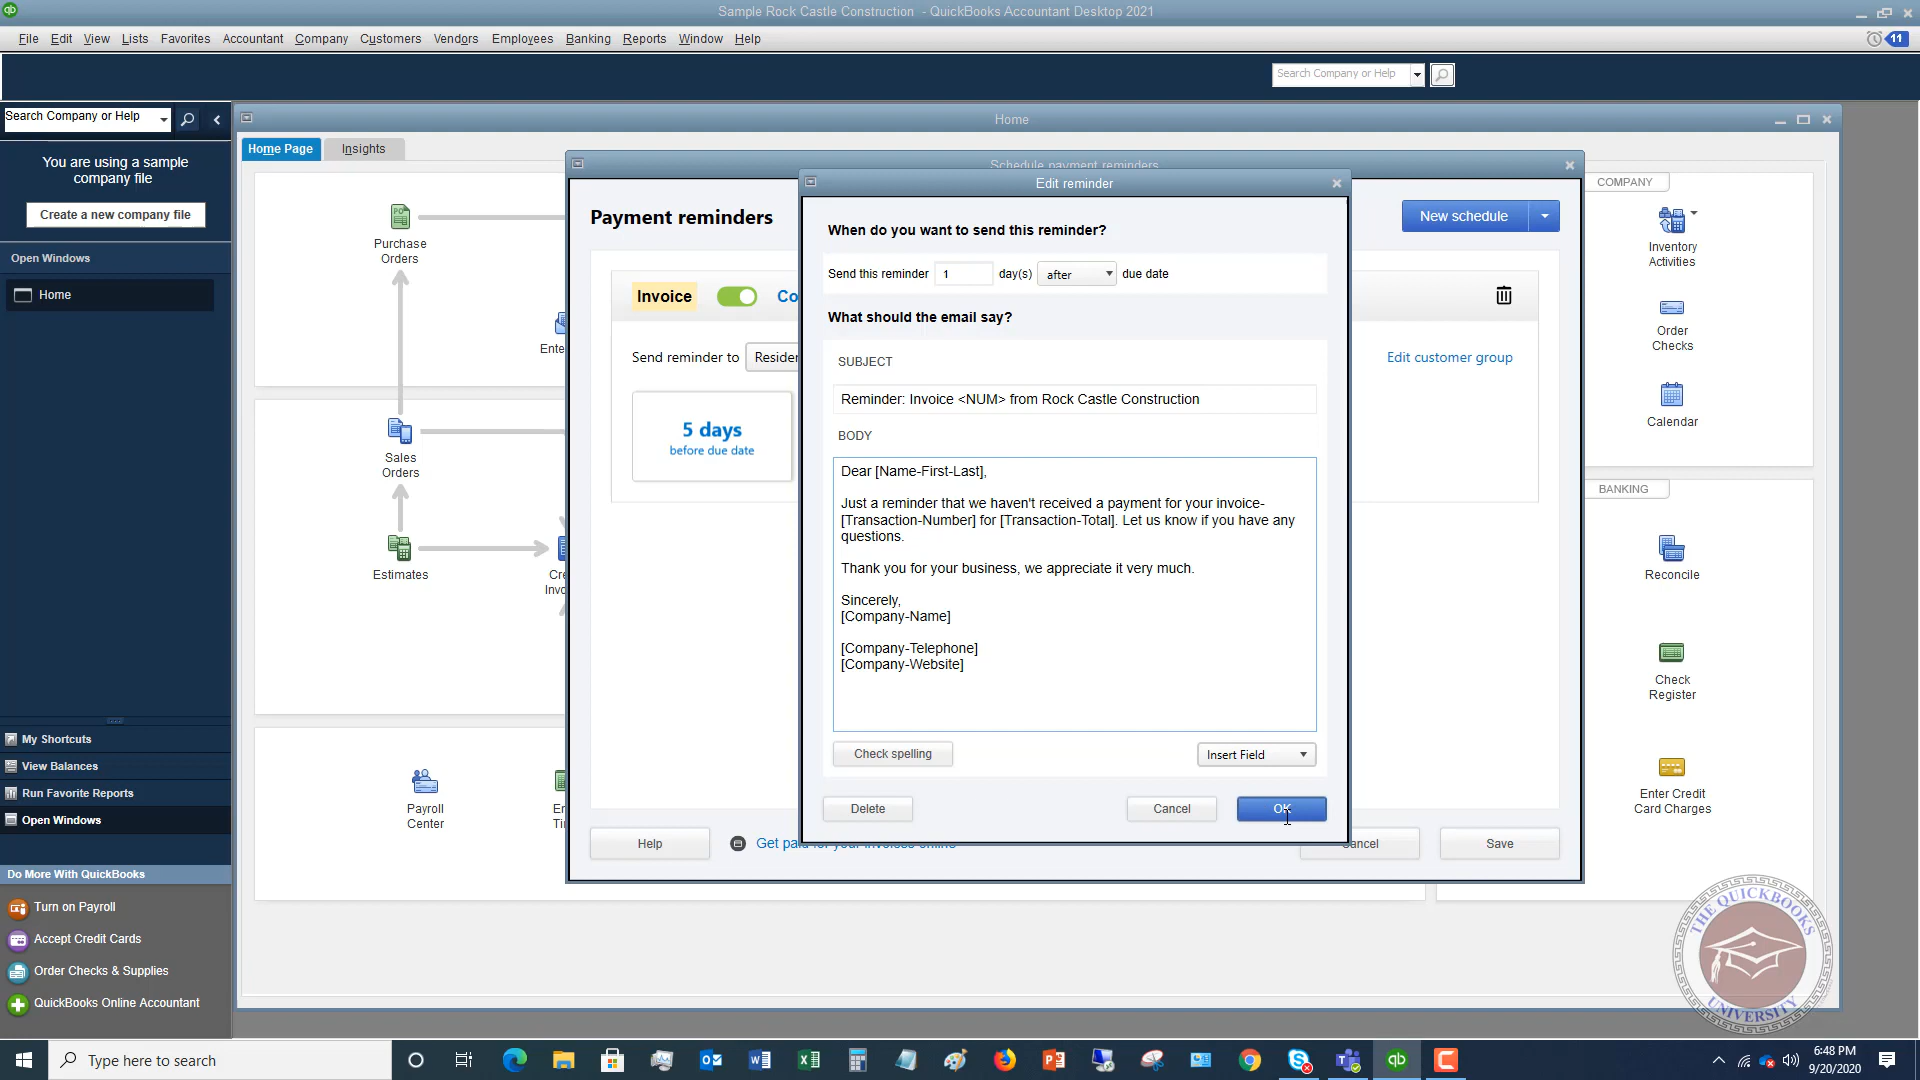 Sample Rock Castle Construction - QuickBooks Accountant Desktop 2021
File Edit View Lists Favorites Accountant Company Customers Vendors Employees Banking Reports Window Help
11
Search Company or Help
Search Company or Help
Home
Home Page
Insights
You are using a sample
company file
Create a new company file
Open Windows
Home
My Shortcuts
View Balances
Run Favorite Reports
Open Windows
Do More With QuickBooks
Turn on Payroll
Accept Credit Cards
Order Checks & Supplies
QuickBooks Online Accountant
Purchase
Orders
Sales
Orders
Estimates
Payroll
Center
Schedule payment reminders
Payment reminders
New schedule
Invoice
Send reminder to
Edit customer group
5 days
before due date
Help
Save
Edit reminder
When do you want to send this reminder?
Send this reminder 1 day(s) after due date
What should the email say?
SUBJECT
Reminder: Invoice <NUM> from Rock Castle Construction
BODY
Dear [Name-First-Last],
Just a reminder that we haven't received a payment for your invoice-
[Transaction-Number] for [Transaction-Total]. Let us know if you have any
questions.
Thank you for your business, we appreciate it very much.
Sincerely,
[Company-Name]
[Company-Telephone]
[Company-Website]
Check spelling
Insert Field
Delete
Cancel
OK
COMPANY
Inventory
Activities
Order
Checks
Calendar
BANKING
Reconcile
Check
Register
Enter Credit
Card Charges
THE QUICKBOOKS
UNIVERSITY
Type here to search
6:48 PM
9/20/2020